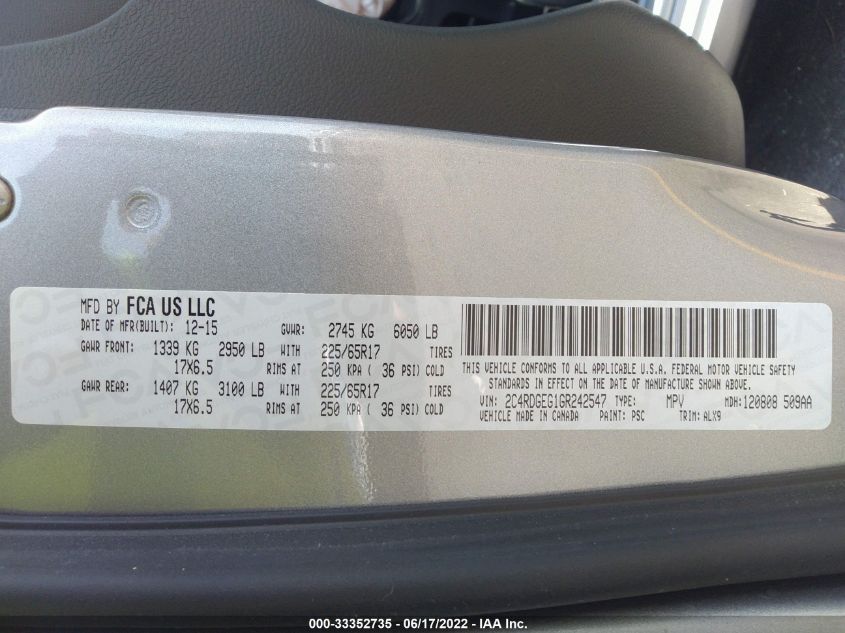 MFD BY FCA US LLC
DATE OF MFR(BUILT): 12-15 GVWR: 2745 KG 6050 LB
GAWR FRONT: 1339 KG 2950 LB WITH 225/65R17 TIRES
17X6.5 RIMS AT 250 KPA ( 36 PSI) COLD
GAWR REAR: 1407 KG 3100 LB WITH 225/65R17 TIRES
17X6.5 RIMS AT 250 KPA ( 36 PSI) COLD
THIS VEHICLE CONFORMS TO ALL APPLICABLE U.S.A. FEDERAL MOTOR VEHICLE SAFETY
STANDARDS IN EFFECT ON THE DATE OF MANUFACTURE SHOWN ABOVE.
VIN: 2C4RDGEG1GR242547 TYPE: MPV MDH: 120808 509AA
VEHICLE MADE IN CANADA PAINT: PSC TRIM: ALX9
000-33352735 - 06/17/2022 - IAA Inc.